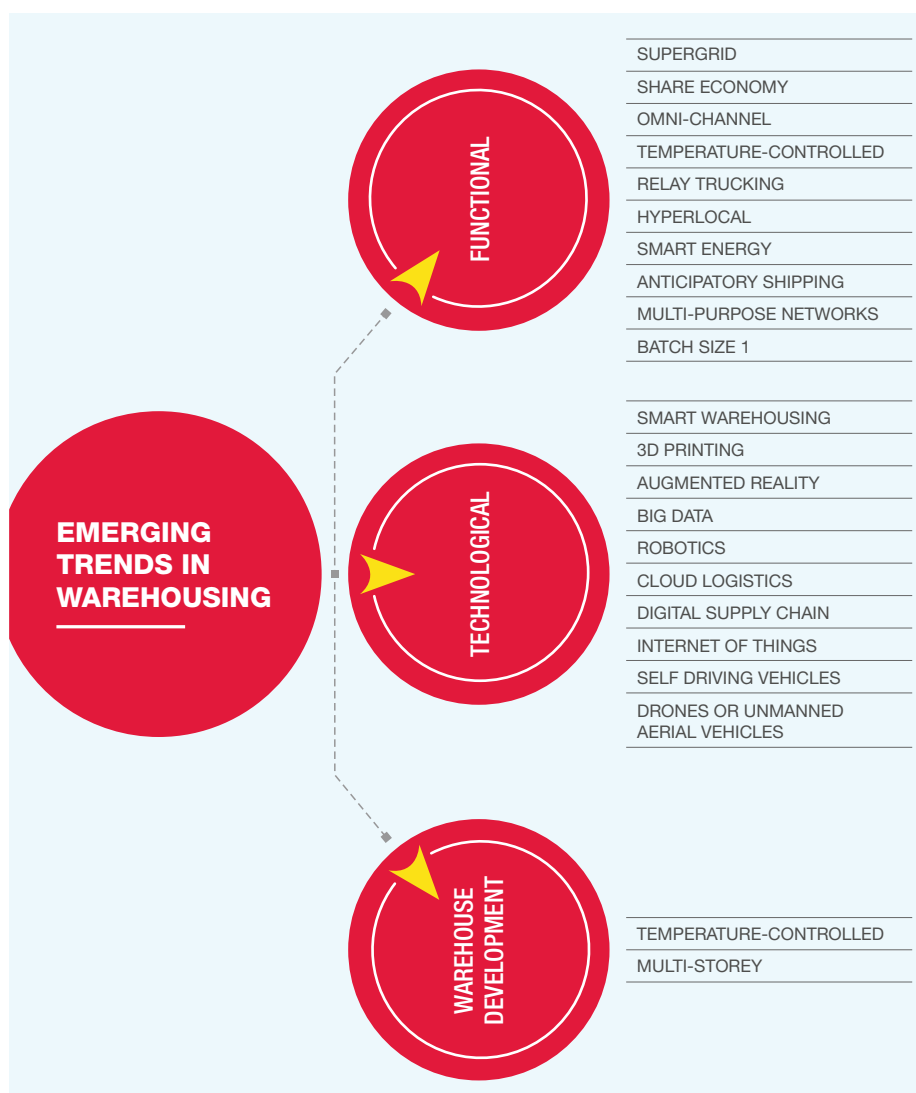 EMERGING
TRENDS IN
WAREHOUSING
FUNCTIONAL
SUPERGRID
SHARE ECONOMY
OMNI-CHANNEL
TEMPERATURE-CONTROLLED
RELAY TRUCKING
HYPERLOCAL
SMART ENERGY
ANTICIPATORY SHIPPING
MULTI-PURPOSE NETWORKS
BATCH SIZE 1
TECHNOLOGICAL
SMART WAREHOUSING
3D PRINTING
AUGMENTED REALITY
BIG DATA
ROBOTICS
CLOUD LOGISTICS
DIGITAL SUPPLY CHAIN
INTERNET OF THINGS
SELF DRIVING VEHICLES
DRONES OR UNMANNED
AERIAL VEHICLES
WAREHOUSE
DEVELOPMENT
TEMPERATURE-CONTROLLED
MULTI-STOREY